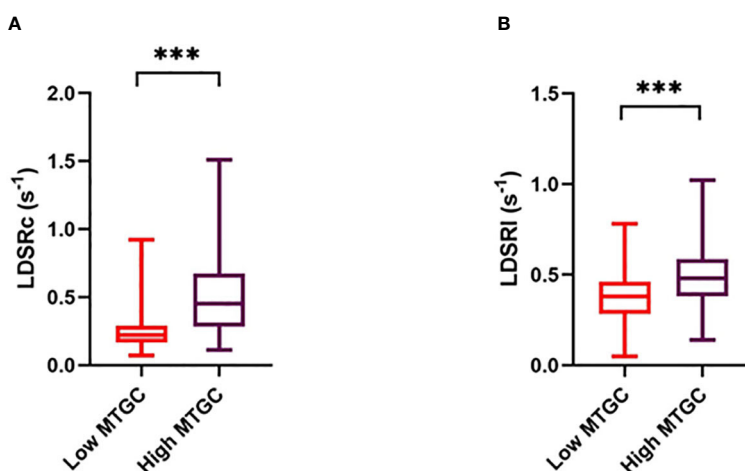 A
***
LDSRc (s⁻¹)
2.0
1.5
1.0
0.5
0.0
Low MTGC
High MTGC
B
***
LDSRl (s⁻¹)
1.5
1.0
0.5
0.0
Low MTGC
High MTGC